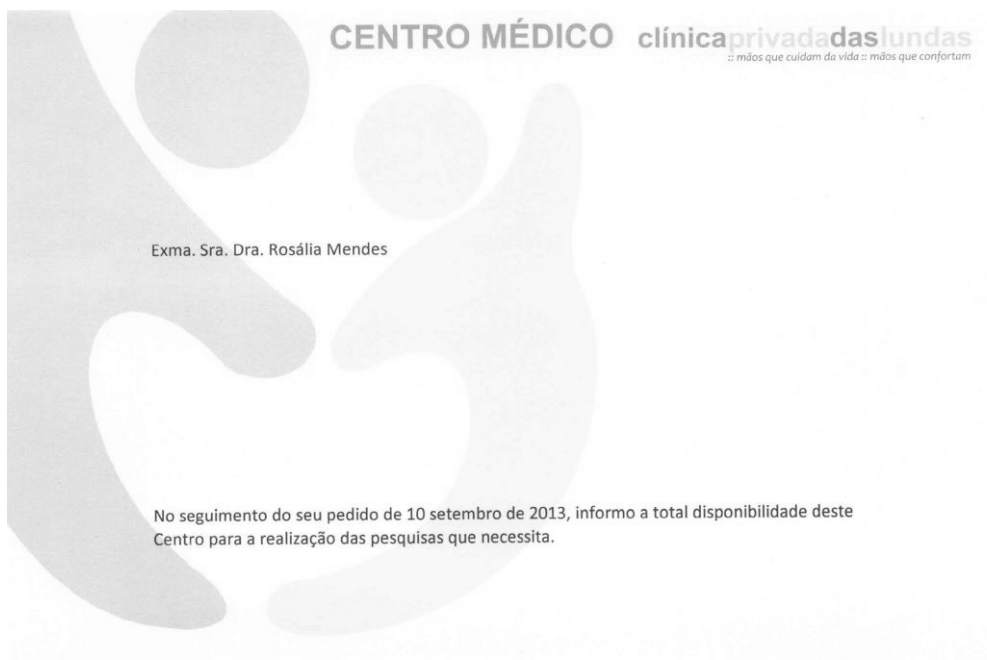 CENTRO MÉDICO clínicaprivadadaslundas
:: mãos que cuidam da vida :: mãos que confortam
Exma. Sra. Dra. Rosália Mendes
No seguimento do seu pedido de 10 setembro de 2013, informo a total disponibilidade deste
Centro para a realização das pesquisas que necessita.